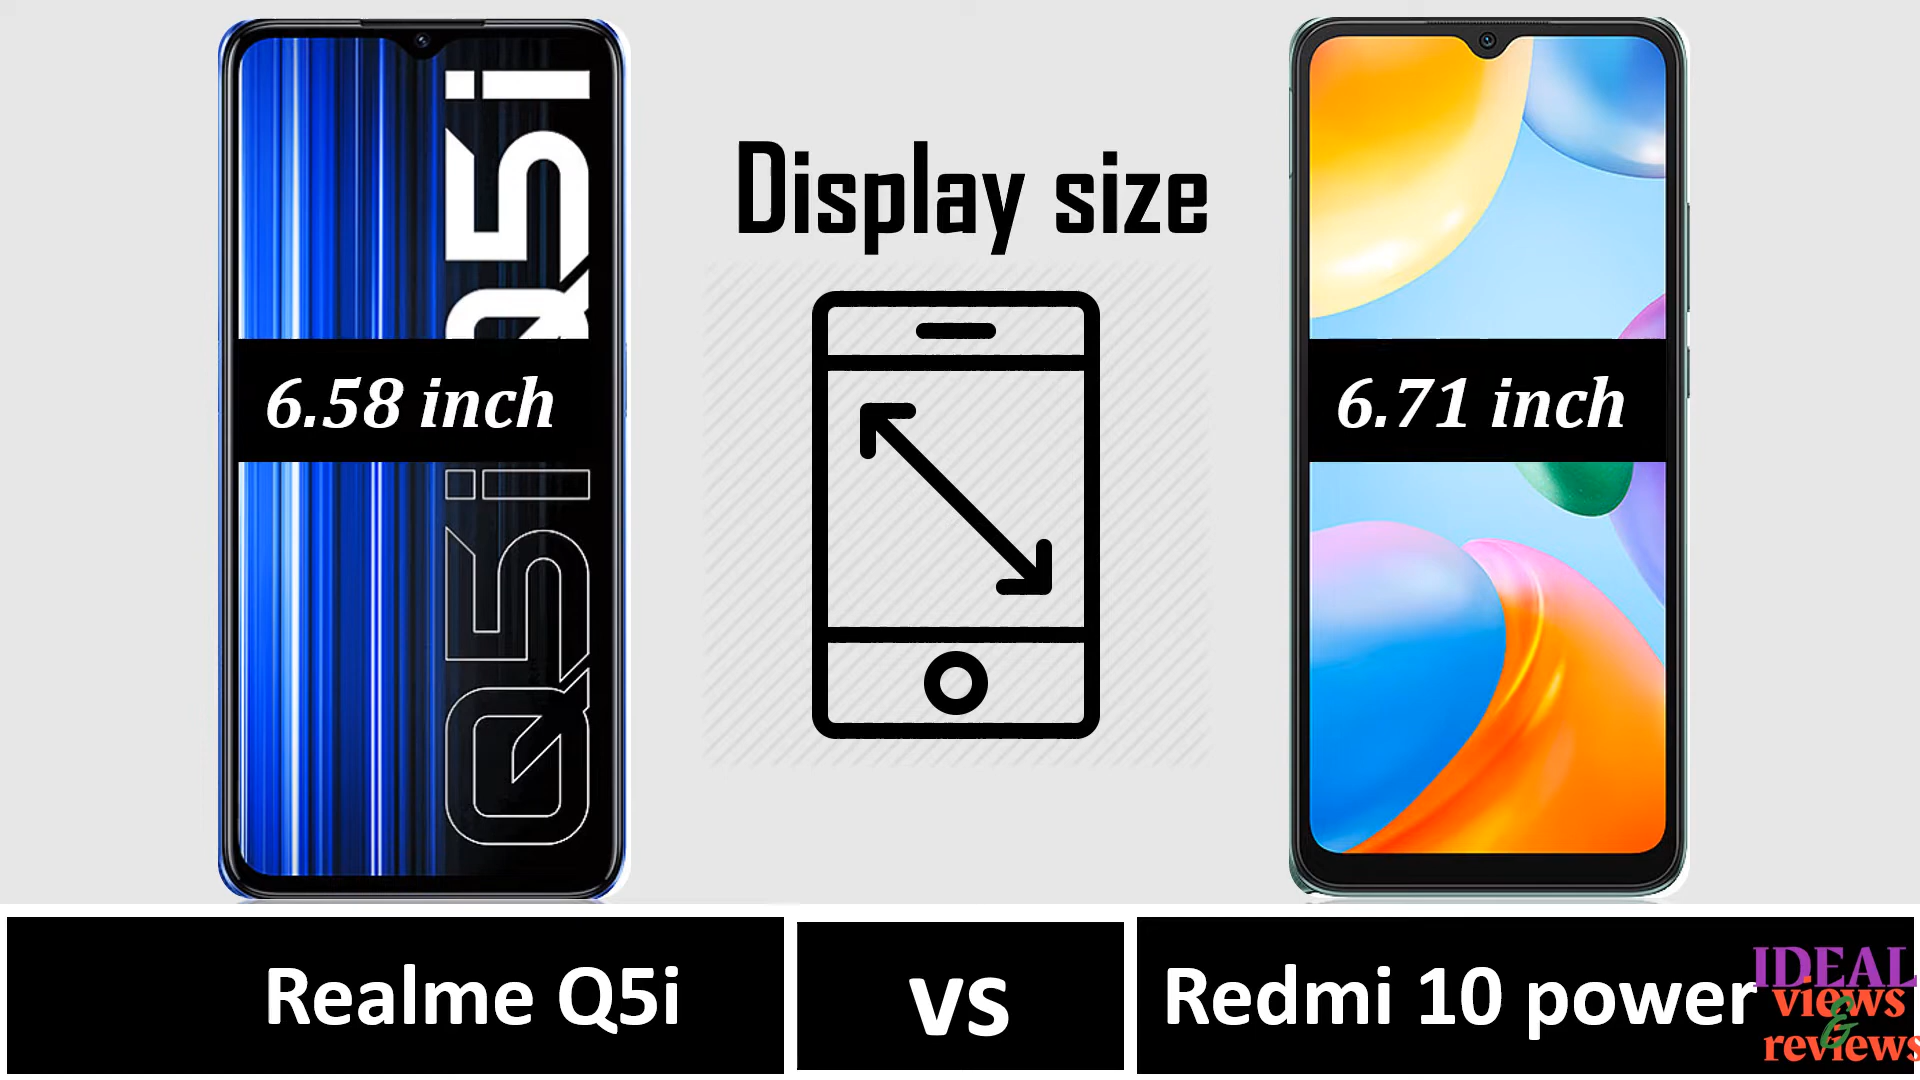 Q5i
Q5i
Display size
6.58 inch
6.71 inch
Realme Q5i
vs
Redmi 10 power
IDEAL
views
&
reviews